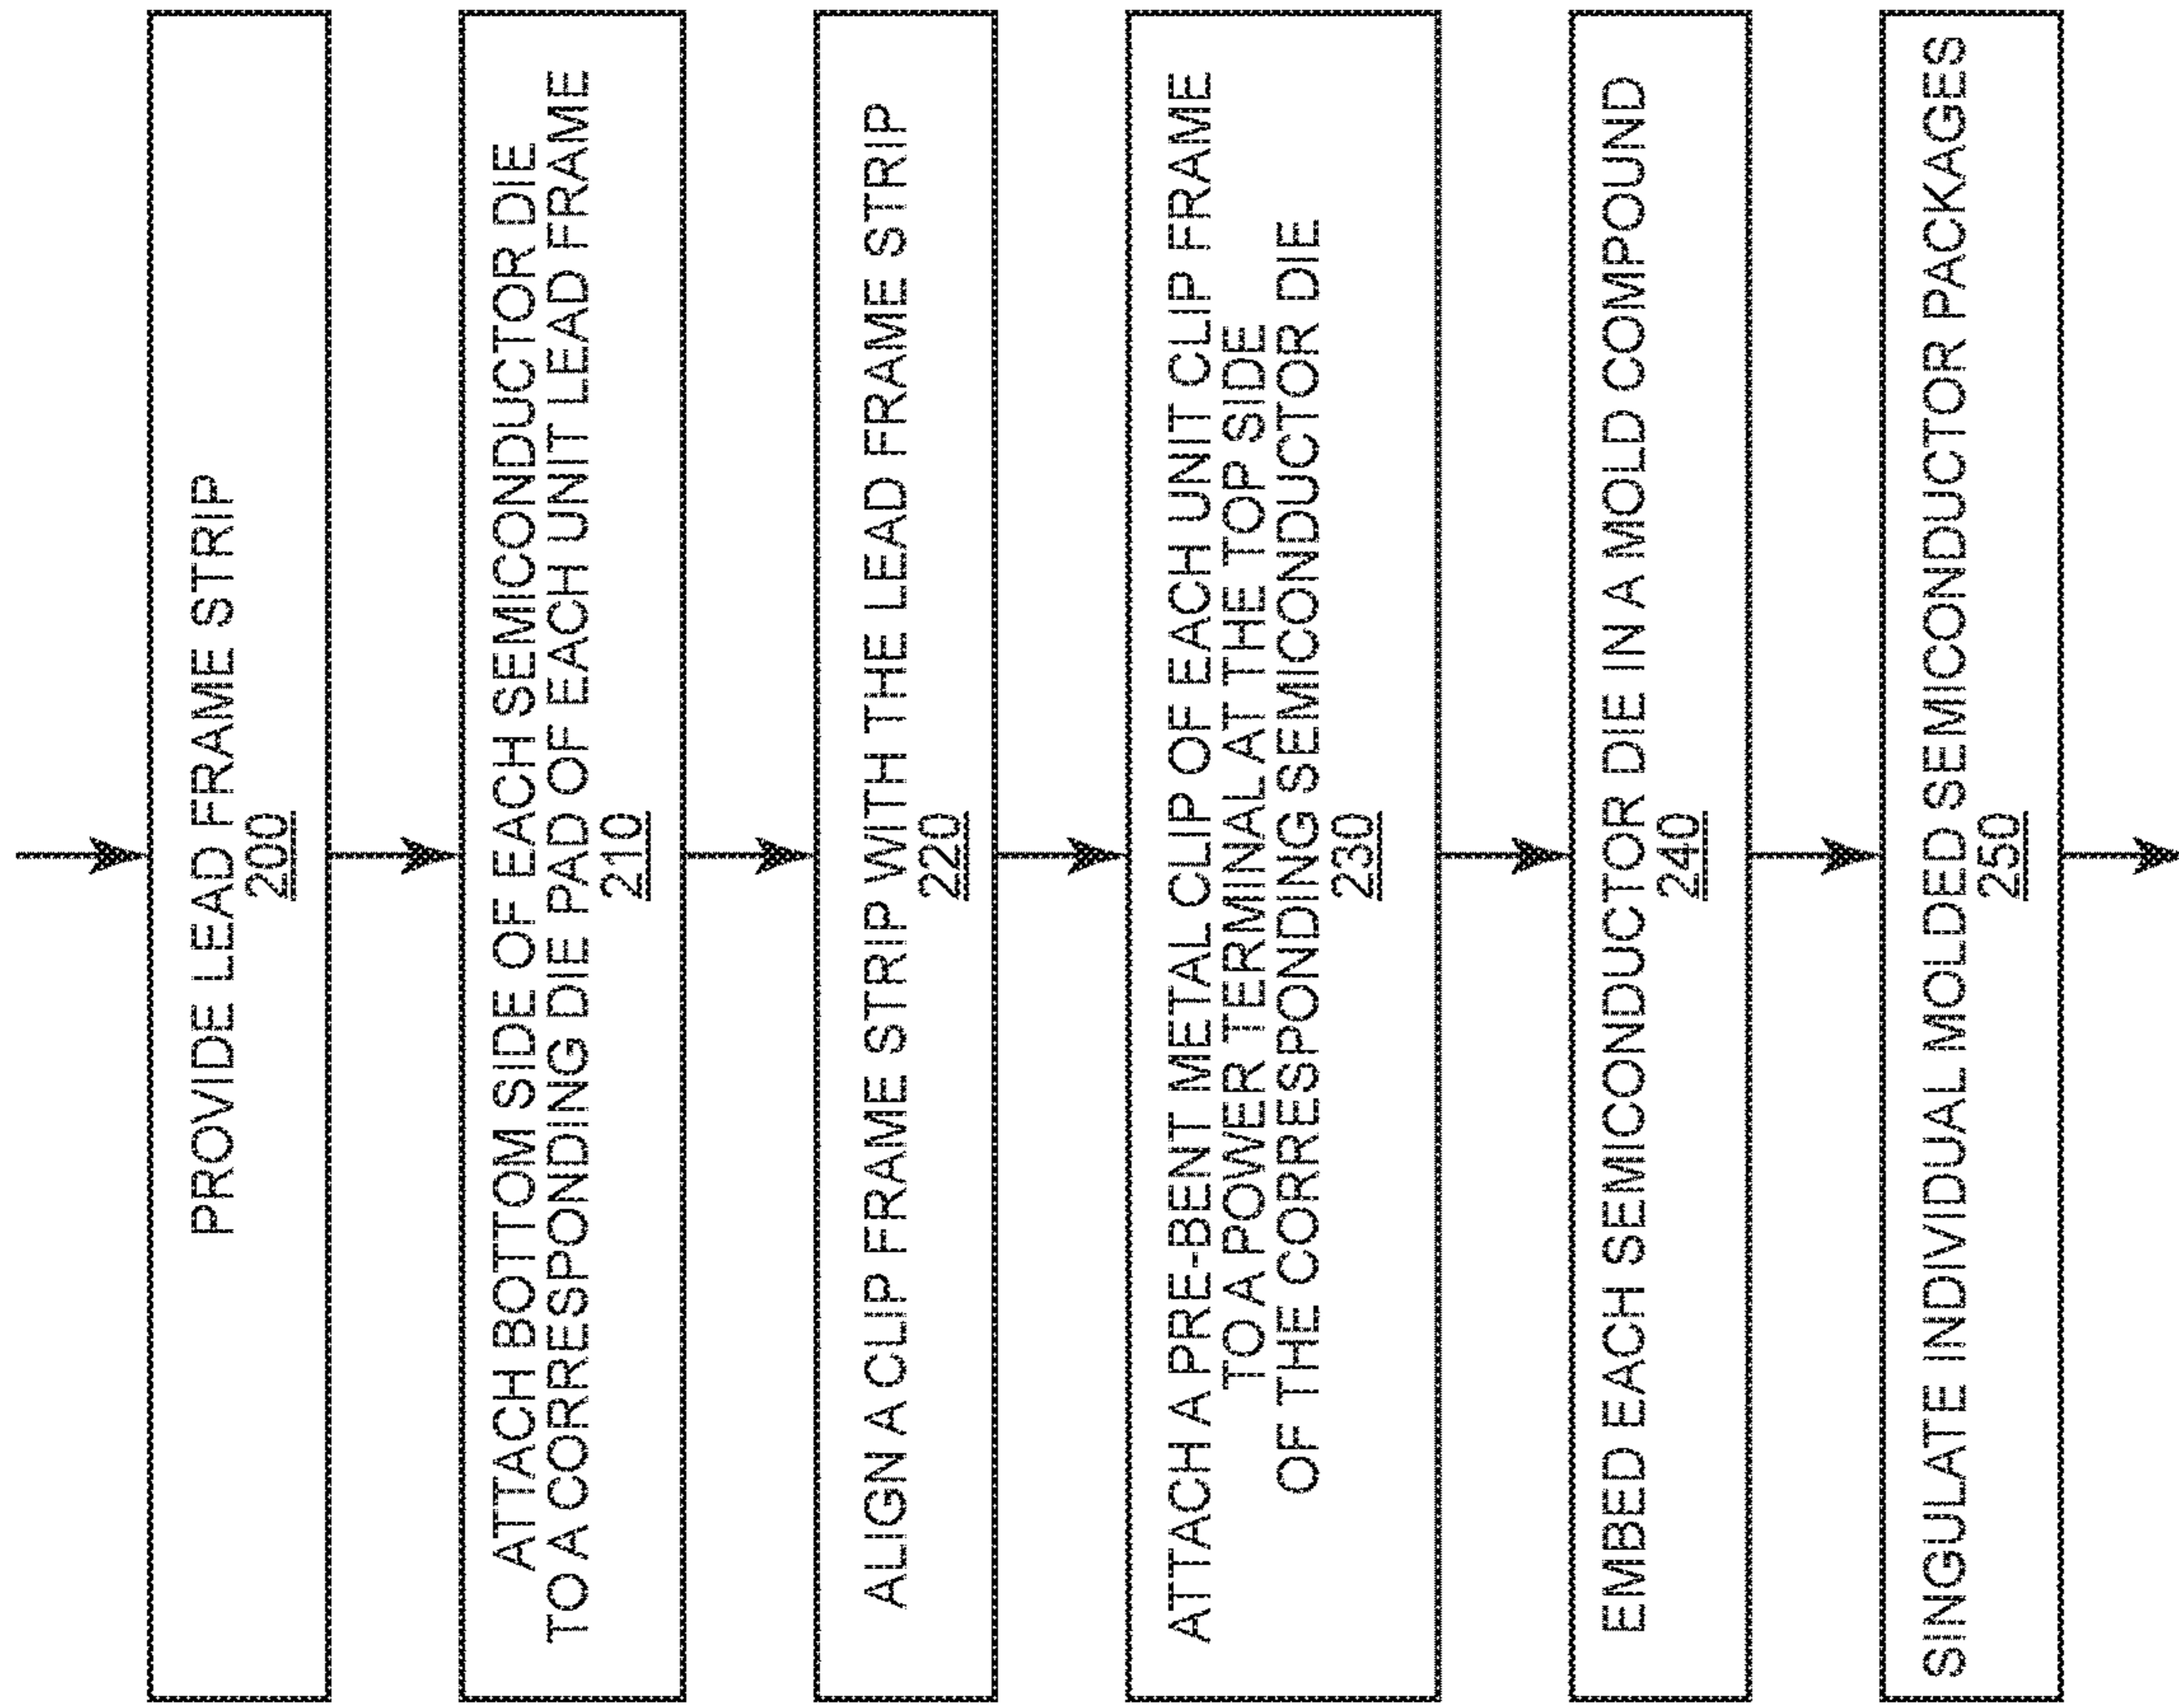 PROVIDE LEAD FRAME STRIP
200
ATTACH BOTTOM SIDE OF EACH SEMICONDUCTOR DIE
TO A CORRESPONDING DIE PAD OF EACH UNIT LEAD FRAME
210
ALIGN A CLIP FRAME STRIP WITH THE LEAD FRAME STRIP
220
ATTACH A PRE-BENT METAL CLIP OF EACH UNIT CLIP FRAME
TO A POWER TERMINAL AT THE TOP SIDE
OF THE CORRESPONDING SEMICONDUCTOR DIE
230
EMBED EACH SEMICONDUCTOR DIE IN A MOLD COMPOUND
240
SINGULATE INDIVIDUAL MOLDED SEMICONDUCTOR PACKAGES
250